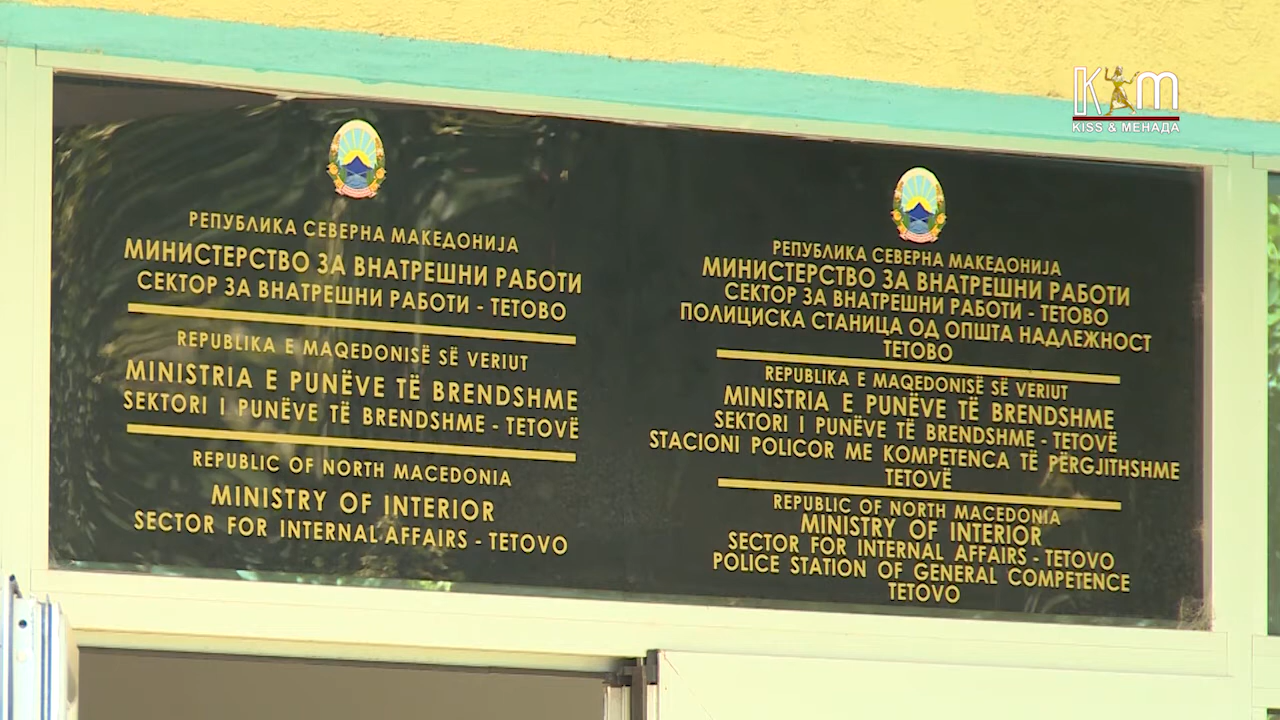 РЕПУБЛИКА СЕВЕРНА МАКЕДОНИЈА
МИНИСТЕРСТВО ЗА ВНАТРЕШНИ РАБОТИ
СЕКТОР ЗА ВНАТРЕШНИ РАБОТИ - ТЕТОВО
REPUBLIKA E MAQEDONISË SË VERIUT
MINISTRIA E PUNËVE TË BRENDSHME
SEKTORI I PUNËVE TË BRENDSHME - TETOVË
REPUBLIC OF NORTH MACEDONIA
MINISTRY OF INTERIOR
SECTOR FOR INTERNAL AFFAIRS - TETOVO
РЕПУБЛИКА СЕВЕРНА МАКЕДОНИЈА
МИНИСТЕРСТВО ЗА ВНАТРЕШНИ РАБОТИ
СЕКТОР ЗА ВНАТРЕШНИ РАБОТИ - ТЕТОВО
ПОЛИЦИСКА СТАНИЦА ОД ОПШТА НАДЛЕЖНОСТ
ТЕТОВО
REPUBLIKA E MAQEDONISË SË VERIUT
MINISTRIA E PUNËVE TË BRENDSHME
SEKTORI I PUNËVE TË BRENDSHME - TETOVË
STACIONI POLICOR ME KOMPETENCA TË PËRGJITHSHME
TETOVË
REPUBLIC OF NORTH MACEDONIA
MINISTRY OF INTERIOR
SECTOR FOR INTERNAL AFFAIRS - TETOVO
POLICE STATION OF GENERAL COMPETENCE
TETOVO
K m
KISS & МЕНАДА